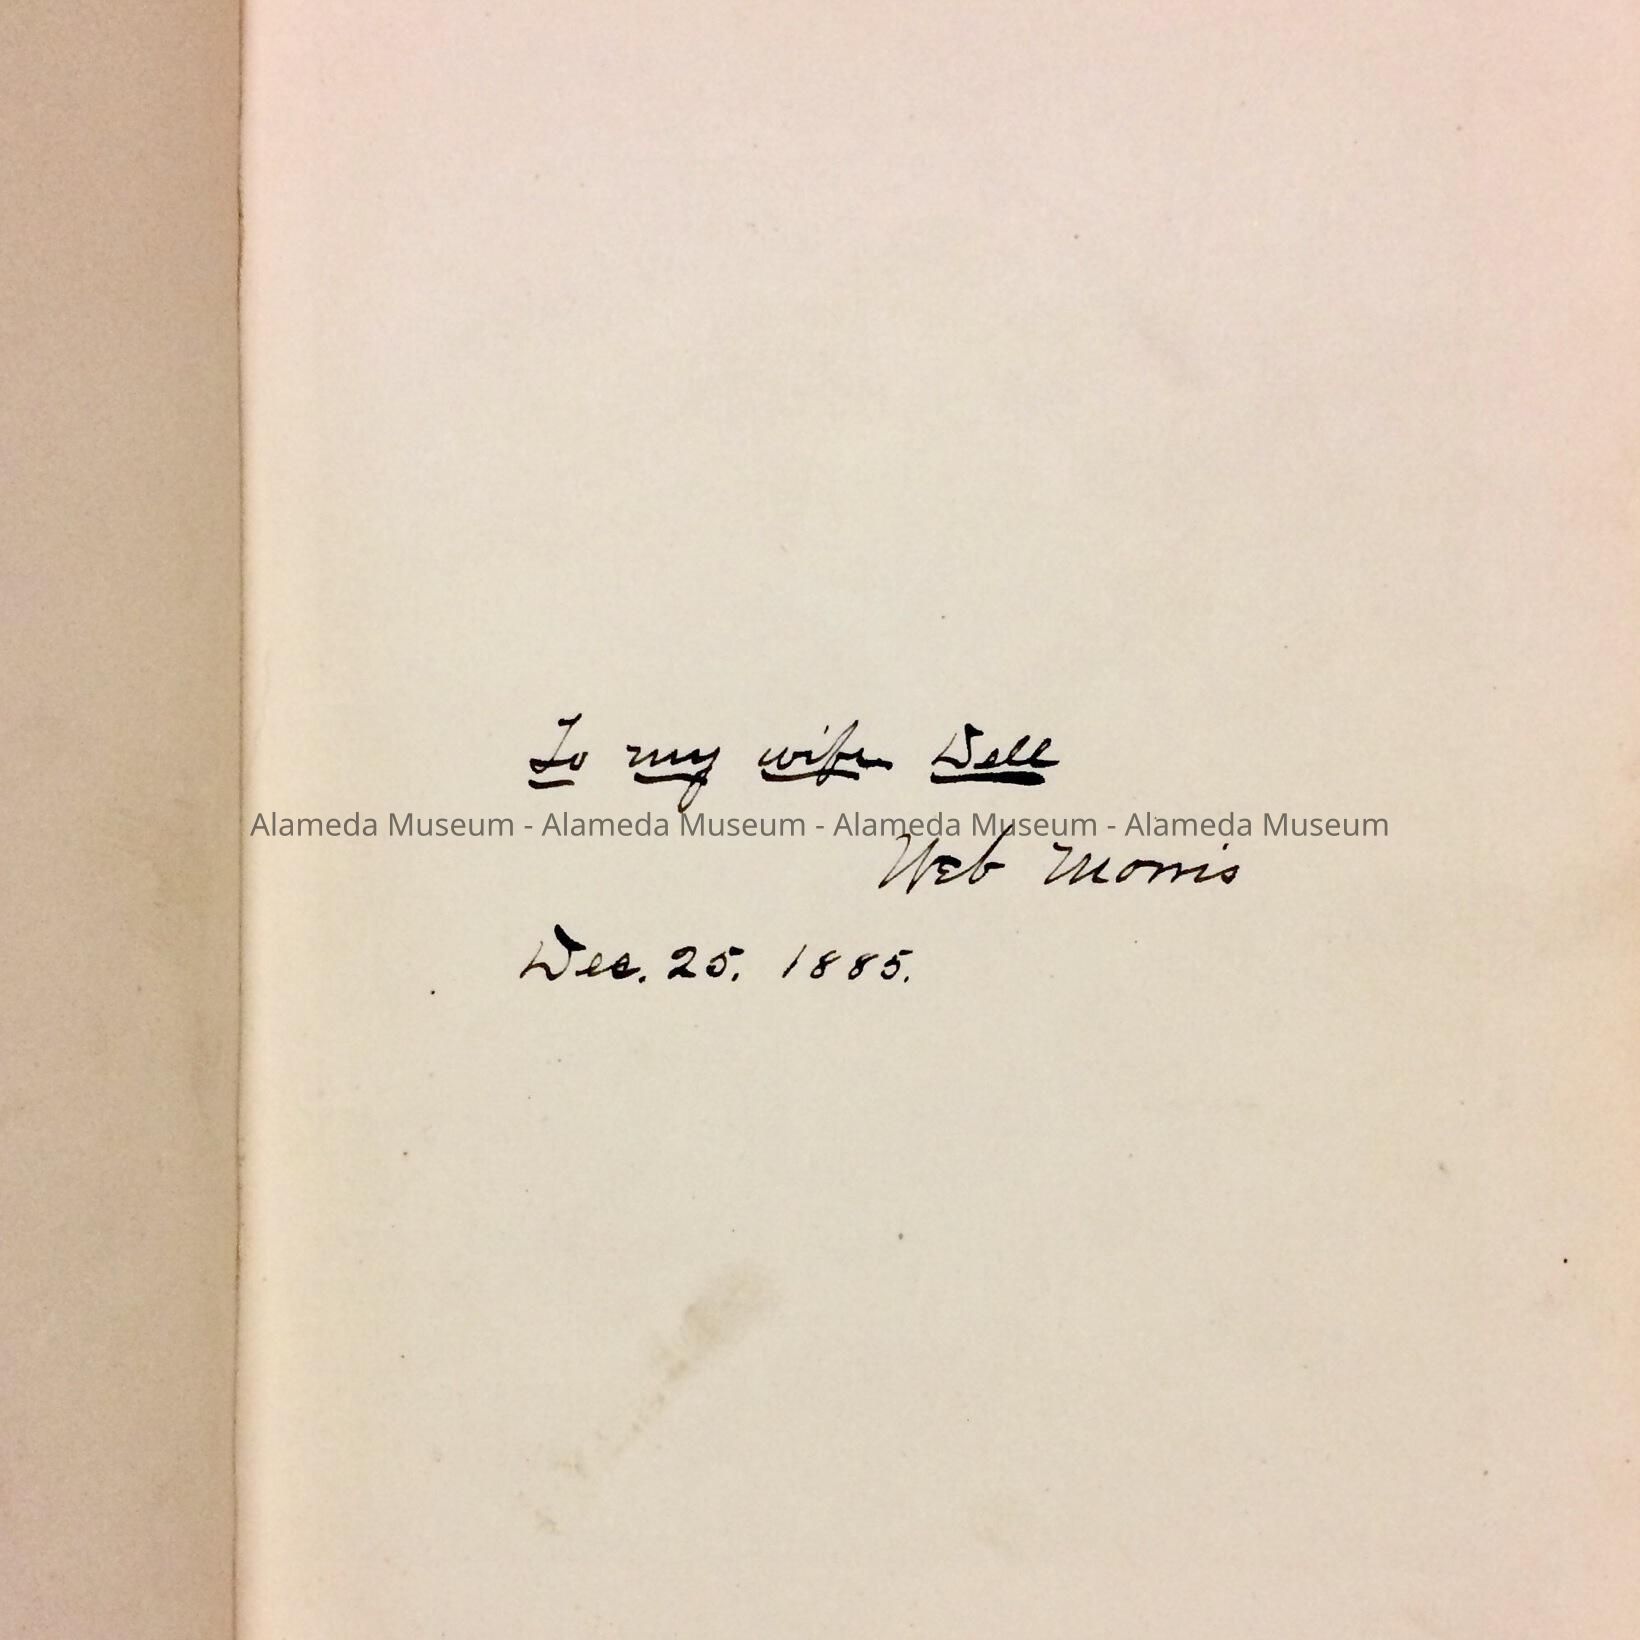 To my wife Dell
Alameda Museum - Alameda Museum - Alameda Museum - Alameda Museum
Web Morris
Dec. 25. 1885.